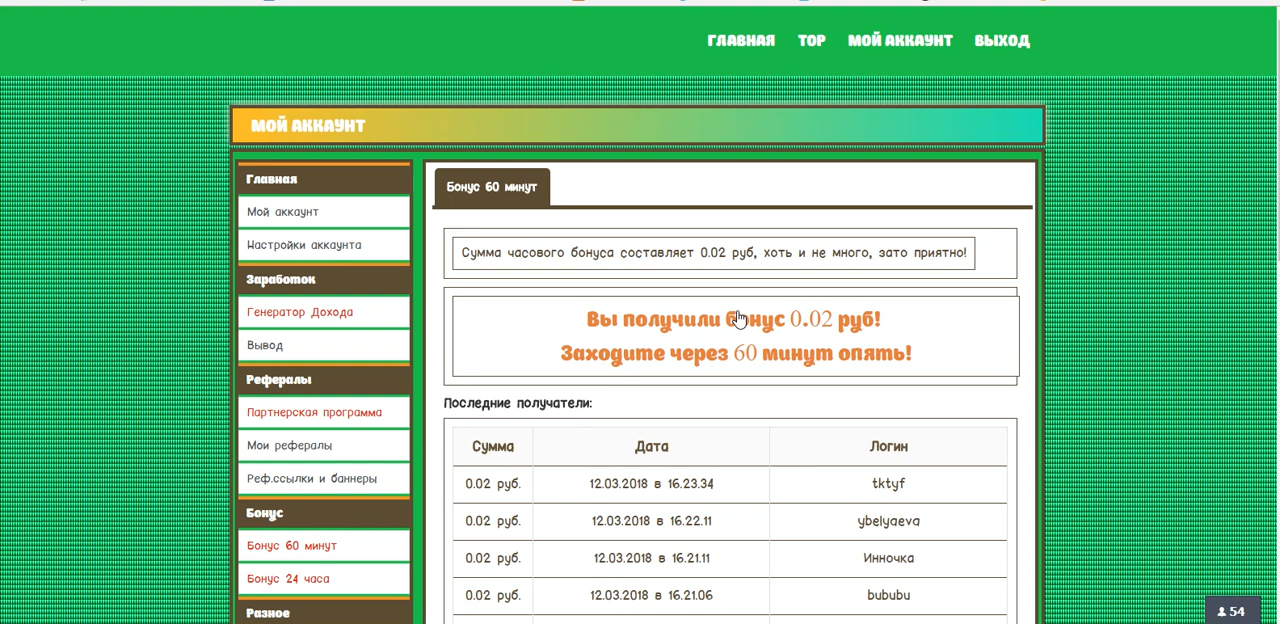 ГЛАВНАЯ TOP МОЙ АККАУНТ ВЫХОД
МОЙ АККАУНТ
Главная
Мой аккаунт
Настройки аккаунта
Заработок
Генератор Дохода
Вывод
Рефералы
Партнерская программа
Мои рефералы
Реф.ссылки и баннеры
Бонус
Бонус 60 минут
Бонус 24 часа
Разное
Бонус 60 минут
Сумма часового бонуса составляет 0.02 руб, хоть и не много, зато приятно!
Вы получили бонус 0.02 руб!
Заходите через 60 минут опять!
Последние получатели:
Сумма Дата Логин
0.02 руб. 12.03.2018 в 16.23.34 tktyf
0.02 руб. 12.03.2018 в 16.22.11 ybelyaeva
0.02 руб. 12.03.2018 в 16.21.11 Инночка
0.02 руб. 12.03.2018 в 16.21.06 bububu
54